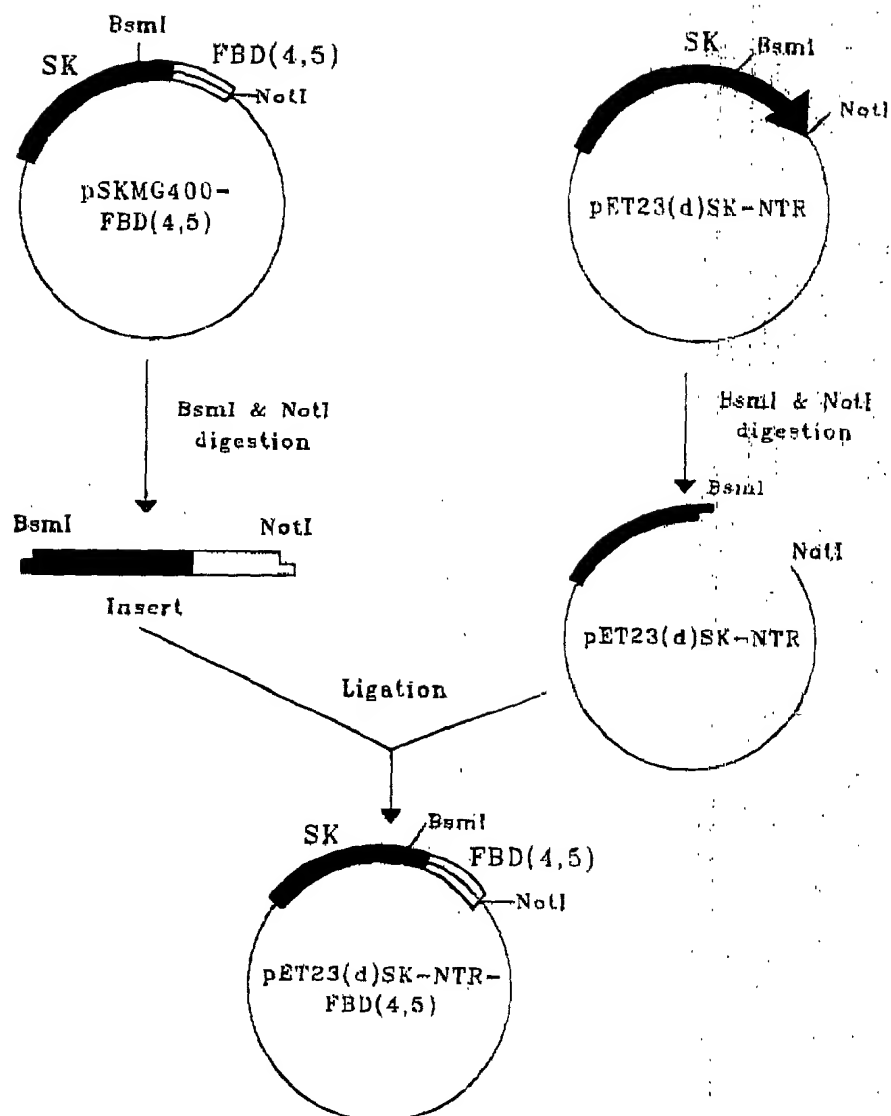 BsmI
SK
FBD(4,5)
NotI
pSKMG400-
FBD(4,5)
SK
BsmI
NotI
pET23(d)SK-NTR
BsmI & NotI
digestion
BsmI & NotI
digestion
BsmI
NotI
Insert
BsmI
NotI
pET23(d)SK-NTR
Ligation
SK
BsmI
FBD(4,5)
NotI
pET23(d)SK-NTR-
FBD(4,5)